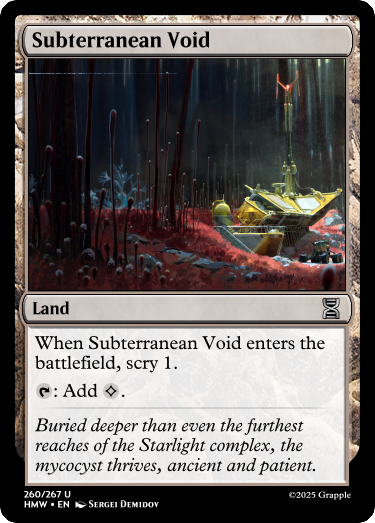 Subterranean Void
Land
When Subterranean Void enters the
battlefield, scry 1.
: Add .
Buried deeper than even the furthest
reaches of the Starlight complex, the
mycocyst thrives, ancient and patient.
260/267 U
HMW • EN Sergei Demidov
©2025 Grapple